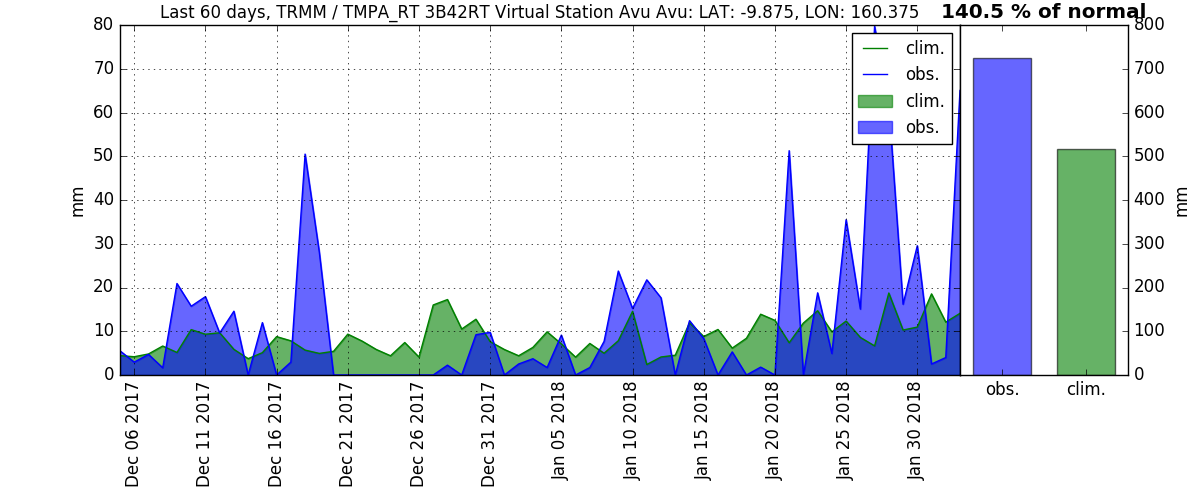 Last 60 days, TRMM / TMPA_RT 3B42RT Virtual Station Avu Avu: LAT: -9.875, LON: 160.375
140.5 % of normal
80
70
60
50
40
30
20
10
0
mm
clim.
obs.
clim.
obs.
800
700
600
500
400
300
200
100
0
mm
obs.
clim.
Dec 06 2017
Dec 11 2017
Dec 16 2017
Dec 21 2017
Dec 26 2017
Dec 31 2017
Jan 05 2018
Jan 10 2018
Jan 15 2018
Jan 20 2018
Jan 25 2018
Jan 30 2018